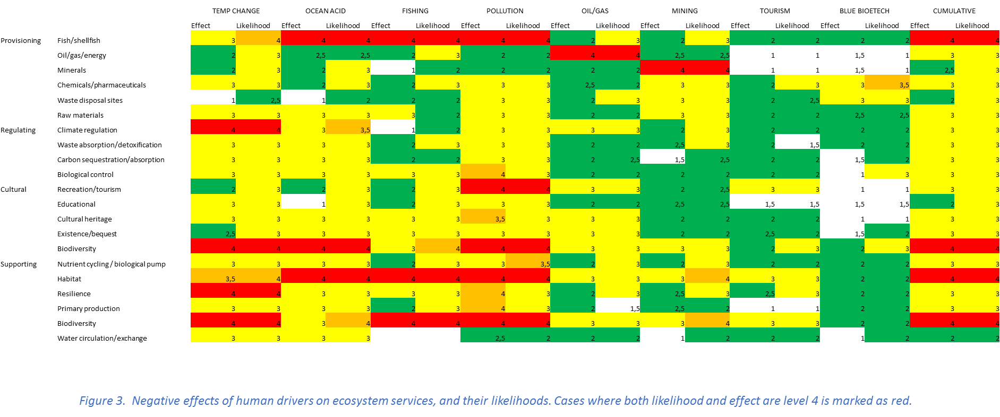 TEMP CHANGE OCEAN ACID FISHING POLLUTION OIL/GAS MINING TOURISM BLUE BIOETECH CUMULATIVE
Effect Likelihood Effect Likelihood Effect Likelihood Effect Likelihood Effect Likelihood Effect Likelihood Effect Likelihood Effect Likelihood Effect Likelihood
Provisioning Fish/shellfish 3 4 4 4 4 4 4 4 2 3 2 3 2 2 2 2 4 4
Oil/gas/energy 2 3 2,5 2,5 2 3 2 2 4 4 2,5 2,5 1 1 1,5 1 3 3
Minerals 2 3 2 3 1 2 2 2 2 2 4 4 1 1 1,5 1 2,5 3
Chemicals/pharmaceuticals 3 3 2 3 2 3 3 3 2,5 2 3 3 2 3 3 3,5 3 3
Waste disposal sites 1 2,5 1 2 2 2 3 3 2 3 3 3 2 2,5 3 3 2 3
Raw materials 3 3 3 3 3 2 3 3 2 2 3 3 2 2 2,5 2,5 3 3
Regulating Climate regulation 4 4 3 3,5 1 2 3 3 3 3 2 3 2 2 2 2 3 3
Waste absorption/detoxification 3 3 3 3 2 3 3 3 2 2 2,5 3 2 1,5 2 2 3 3
Carbon sequestration/absorption 3 3 3 3 2 2 3 3 2 2,5 1,5 2,5 2 2 1,5 2 3 3
Biological control 3 3 3 3 3 3 4 3 2 2 2 2 2 2 1 3 3 3
Cultural Recreation/tourism 2 3 2 3 2 3 4 4 3 3 2 2,5 3 3 1 1 3 3
Educational 3 3 1 3 2 3 3 3 2 2 2,5 2,5 1,5 1,5 1,5 1,5 2 3
Cultural heritage 3 3 3 3 3 3 3,5 3 3 3 2 2 2 2 1 1 3 3
Existence/bequest 2,5 3 3 3 3 3 3 3 3 3 2 2 2,5 2 1,5 2 3 3
Biodiversity 4 4 4 4 3 4 4 4 3 3 3 3 2 3 2 3 4 4
Supporting Nutrient cycling / biological pump 3 3 3 3 2 3 3 3,5 2 3 2 3 2 2 2 2 3 3
Habitat 3,5 4 4 4 4 4 4 4 3 3 3 4 3 3 2 2 4 4
Resilience 4 4 3 3 3 3 4 3 2 3 2,5 3 2,5 3 2 2 3 3
Primary production 3 3 3 3 2 3 4 3 2 1,5 2,5 2 1 1 2 2 3 3
Biodiversity 4 4 3 4 4 4 4 4 3 3 3 4 3 3 2 2 4 4
Water circulation/exchange 3 3 3 3 2,5 2 2 2 1 2 2 2 1 2 2 2
Figure 3. Negative effects of human drivers on ecosystem services, and their likelihoods. Cases where both likelihood and effect are level 4 is marked as red.